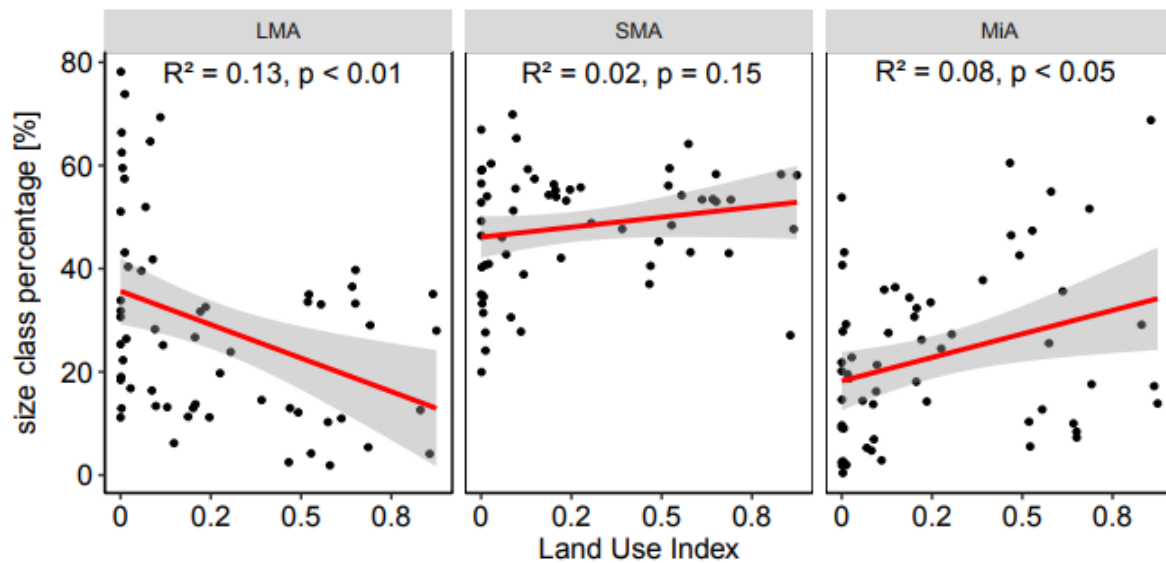 LMA
SMA
MiA
R² = 0.13, p < 0.01
R² = 0.02, p = 0.15
R² = 0.08, p < 0.05
size class percentage [%]
80
60
40
20
0
0 0.2 0.5 0.8
0 0.2 0.5 0.8
0 0.2 0.5 0.8
Land Use Index